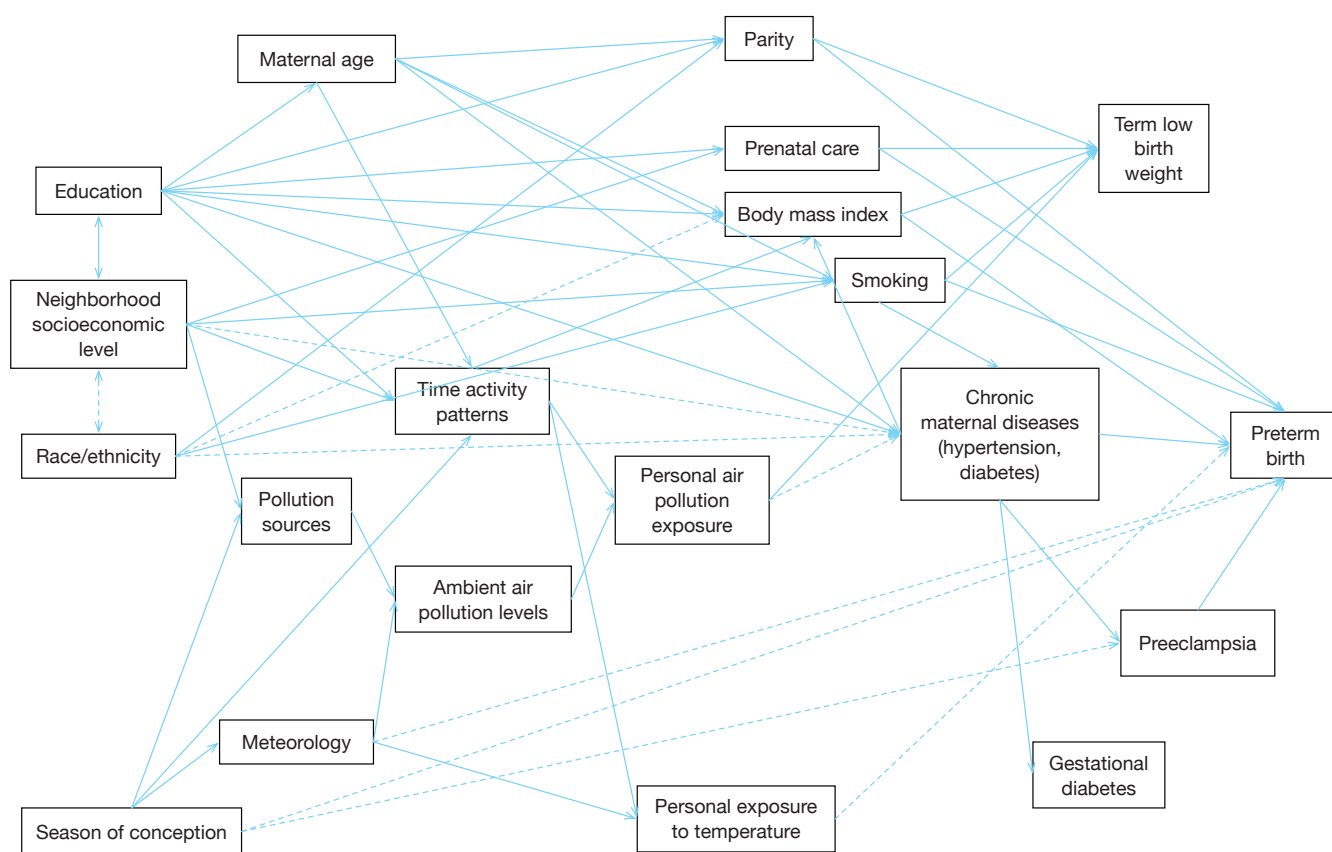 Maternal age
Parity
Term low
birth
weight
Prenatal care
Education
Body mass index
Smoking
Neighborhood
socioeconomic
level
Time activity
patterns
Chronic
maternal diseases
(hypertension,
diabetes)
Preterm
birth
Race/ethnicity
Pollution
sources
Personal air
pollution
exposure
Ambient air
pollution levels
Preeclampsia
Meteorology
Gestational
diabetes
Season of conception
Personal exposure
to temperature